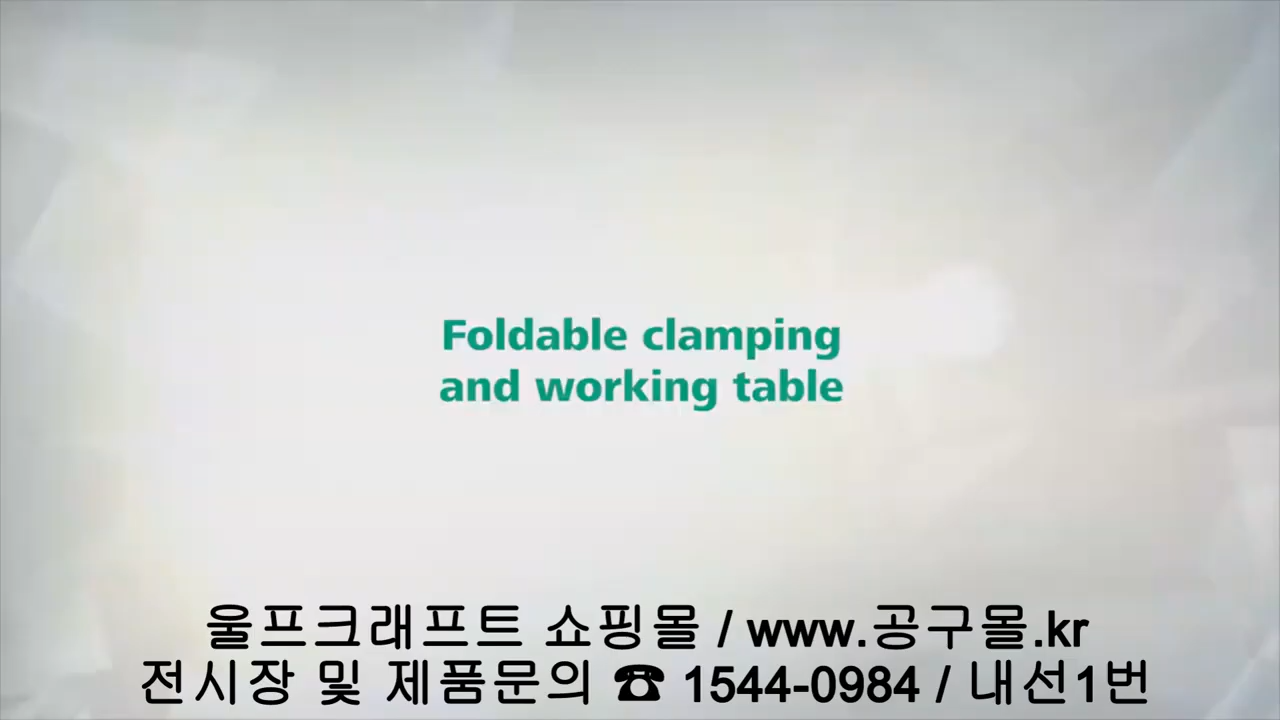 Foldable clamping
and working table
울프크래프트 쇼핑몰 / www.공구몰.kr
전시장 및 제품문의 ☎ 1544-0984 / 내선1번